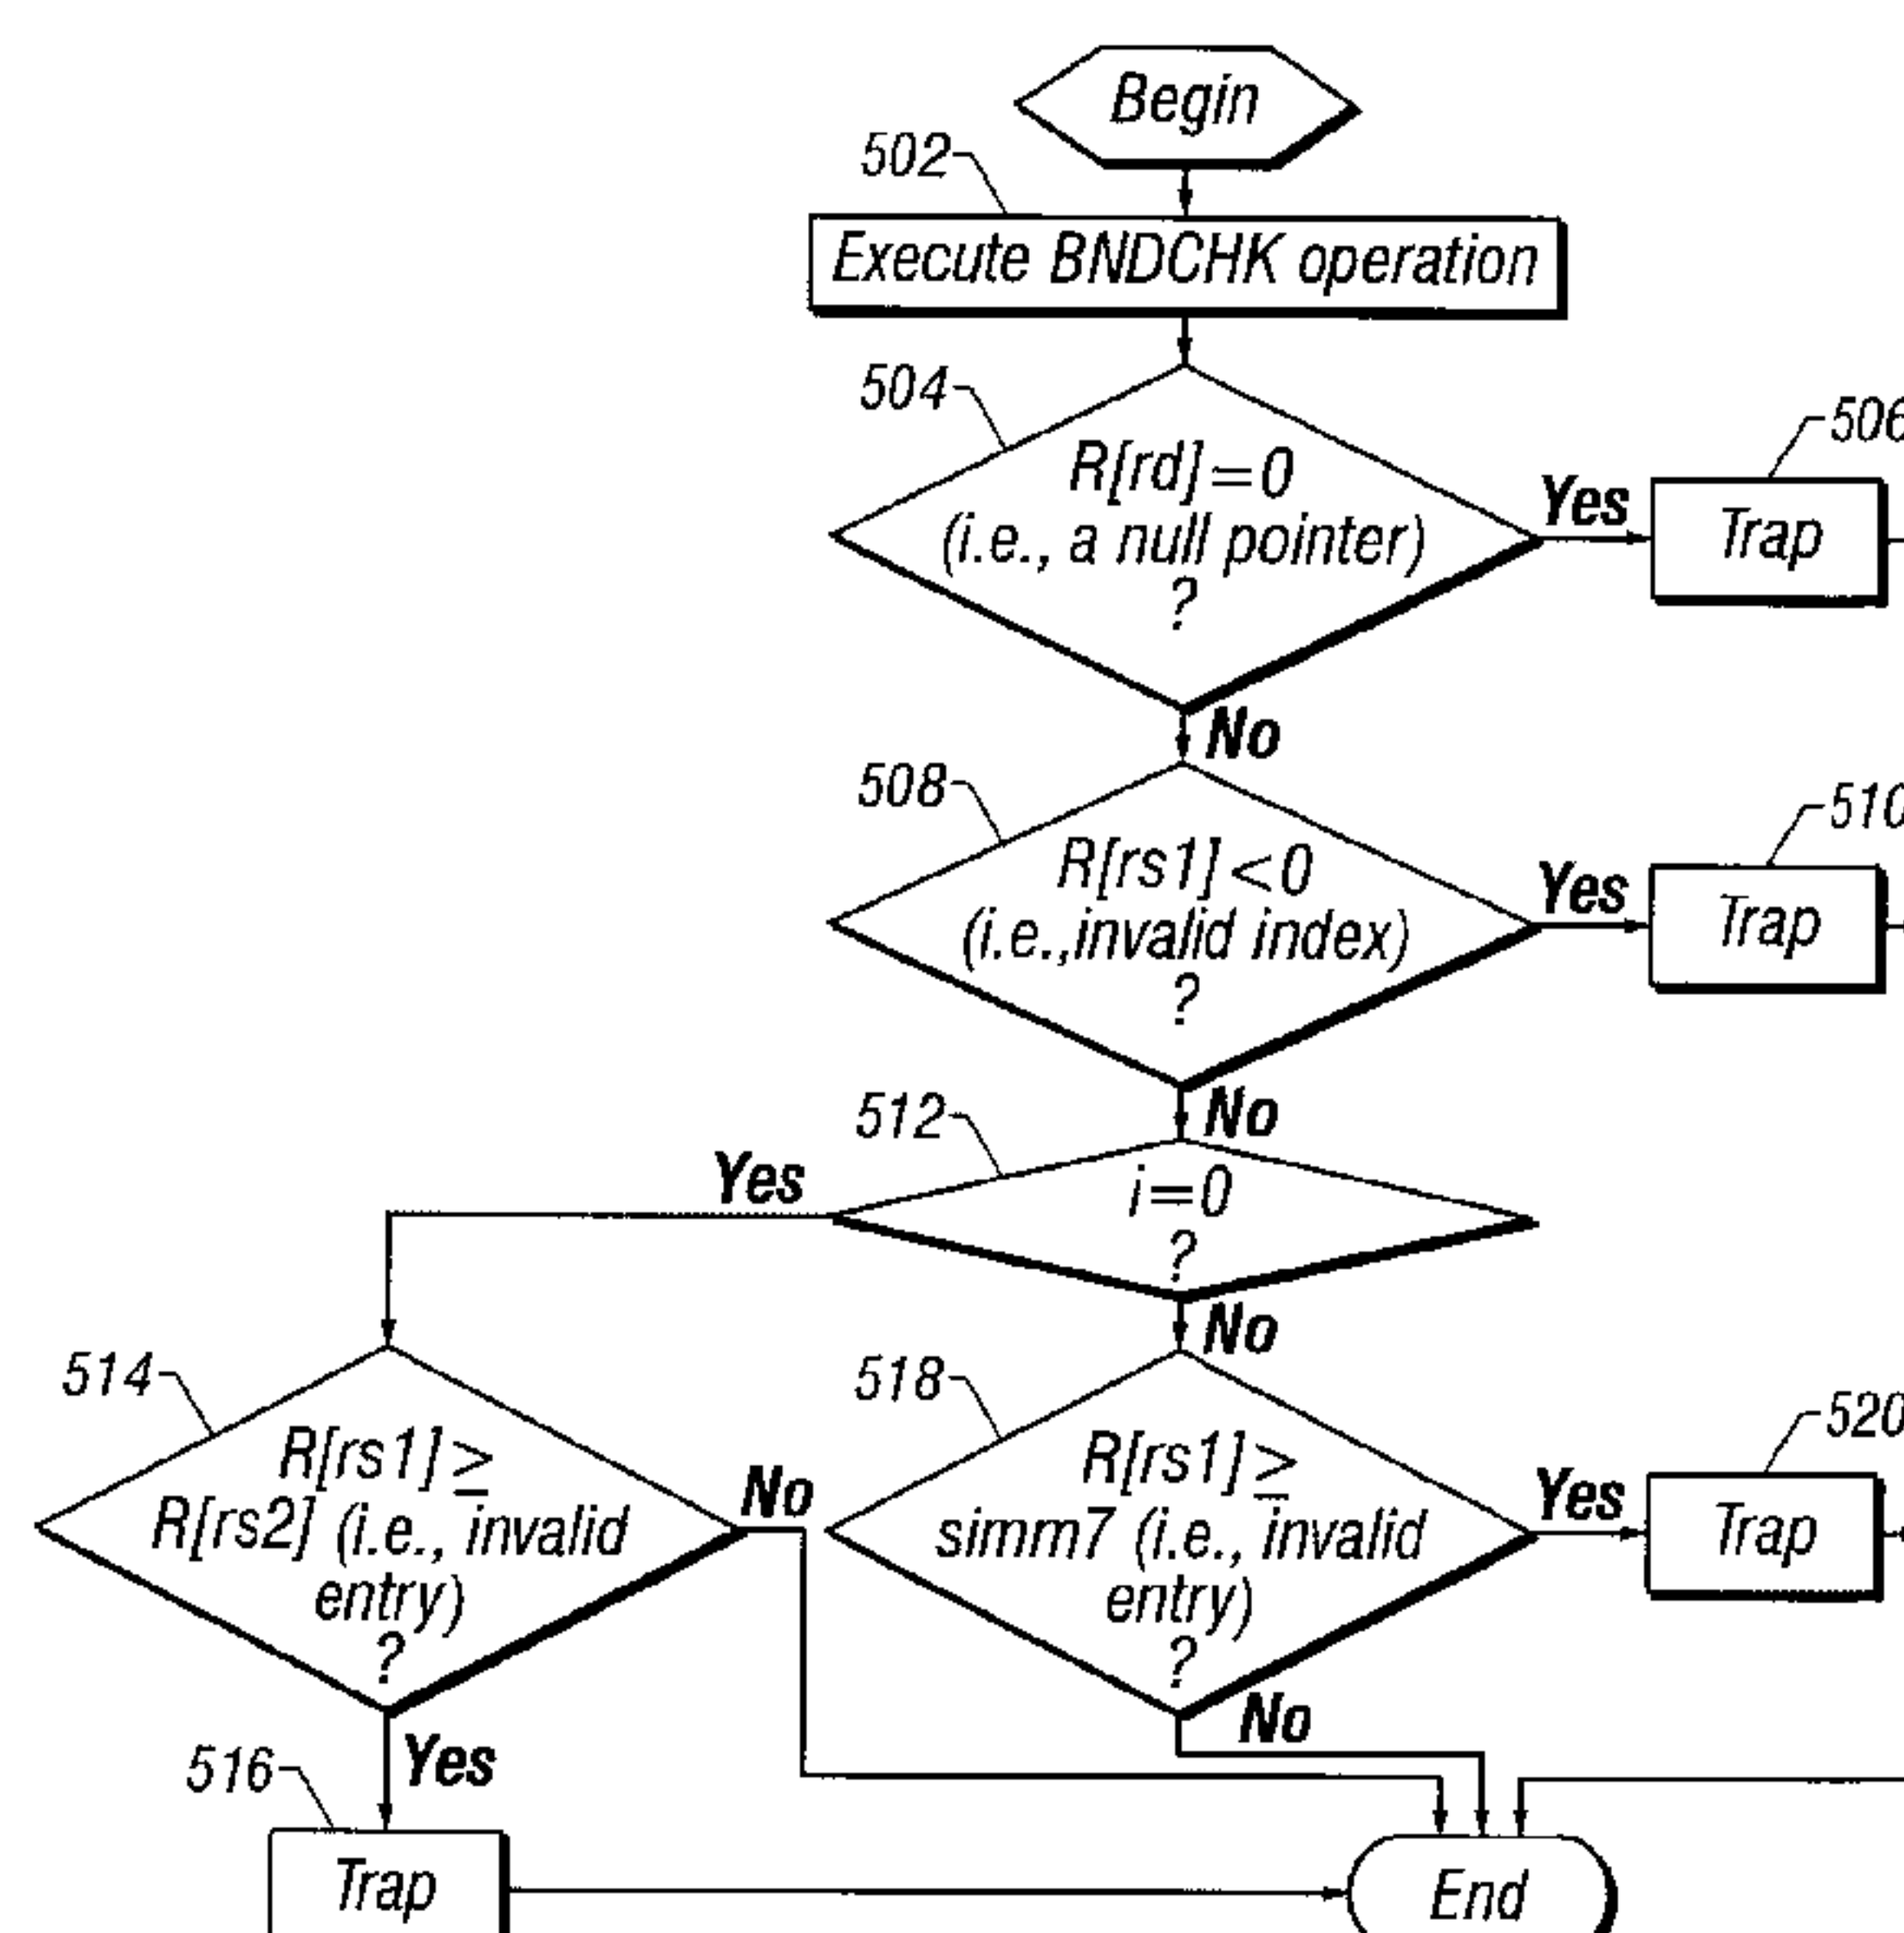 Begin
502
Execute BNDCHK operation
504
R[rd]=0
(i.e., a null pointer)
?
Yes
506
Trap
No
508
R[rs1]<0
(i.e.,invalid index)
?
Yes
510
Trap
No
512
i=0
?
Yes
No
514
R[rs1]≥
R[rs2] (i.e., invalid
entry)
?
No
518
R[rs1]≥
simm7 (i.e., invalid
entry)
?
Yes
520
Trap
No
Yes
516
Trap
End